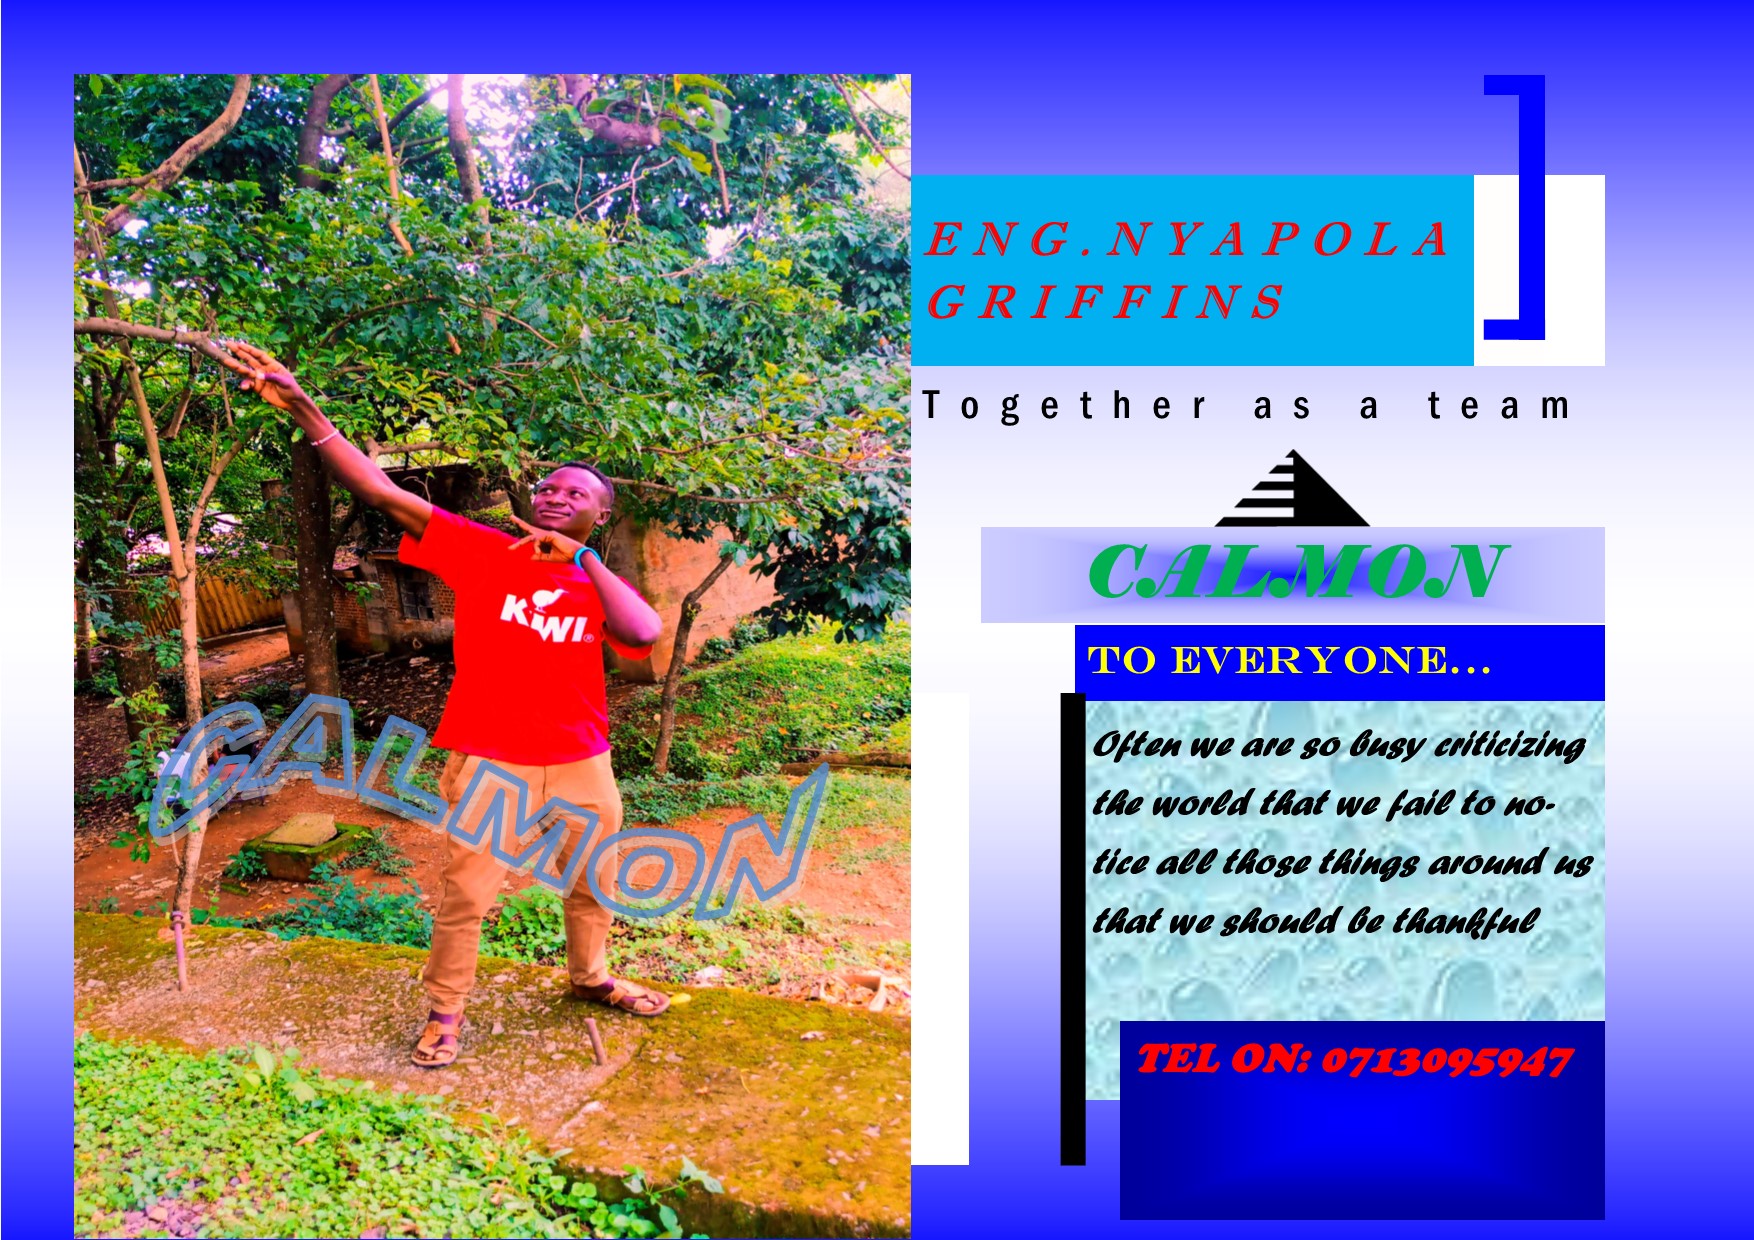 ENG.NYAPOLA
GRIFFINS
Together as a team
CALMON
TO EVERYONE...
Often we are so busy criticizing
the world that we fail to no-
tice all those things around us
that we should be thankful
TEL ON: 0713095947
KiWI®
CALMON